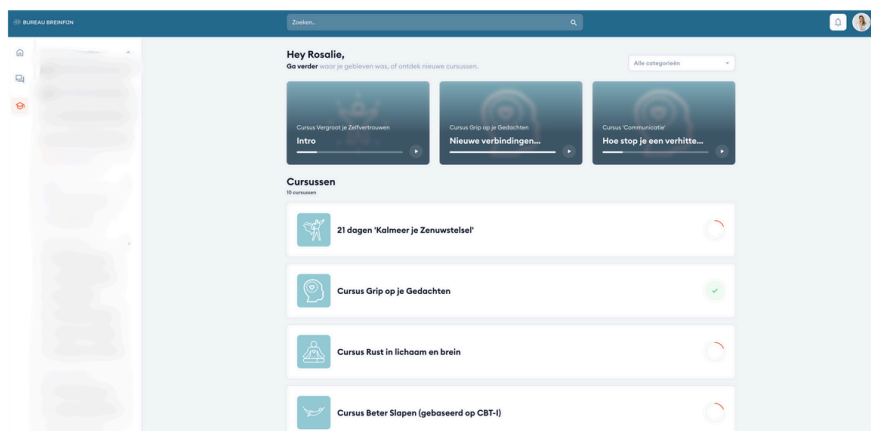 BUREAU BREINFIJN
Zoeken..
Hey Rosalie,
Ga verder waar je gebleven was, of ontdek nieuwe cursussen.
Alle categorieën
Cursus Vergroot je Zelfvertrouwen
Intro
Cursus Grip op je Gedachten
Nieuwe verbindingen...
Cursus 'Communicatie'
Hoe stop je een verhitte...
Cursussen
10 cursussen
21 dagen 'Kalmeer je Zenuwstelsel'
Cursus Grip op je Gedachten
Cursus Rust in lichaam en brein
Cursus Beter Slapen (gebaseerd op CBT-I)